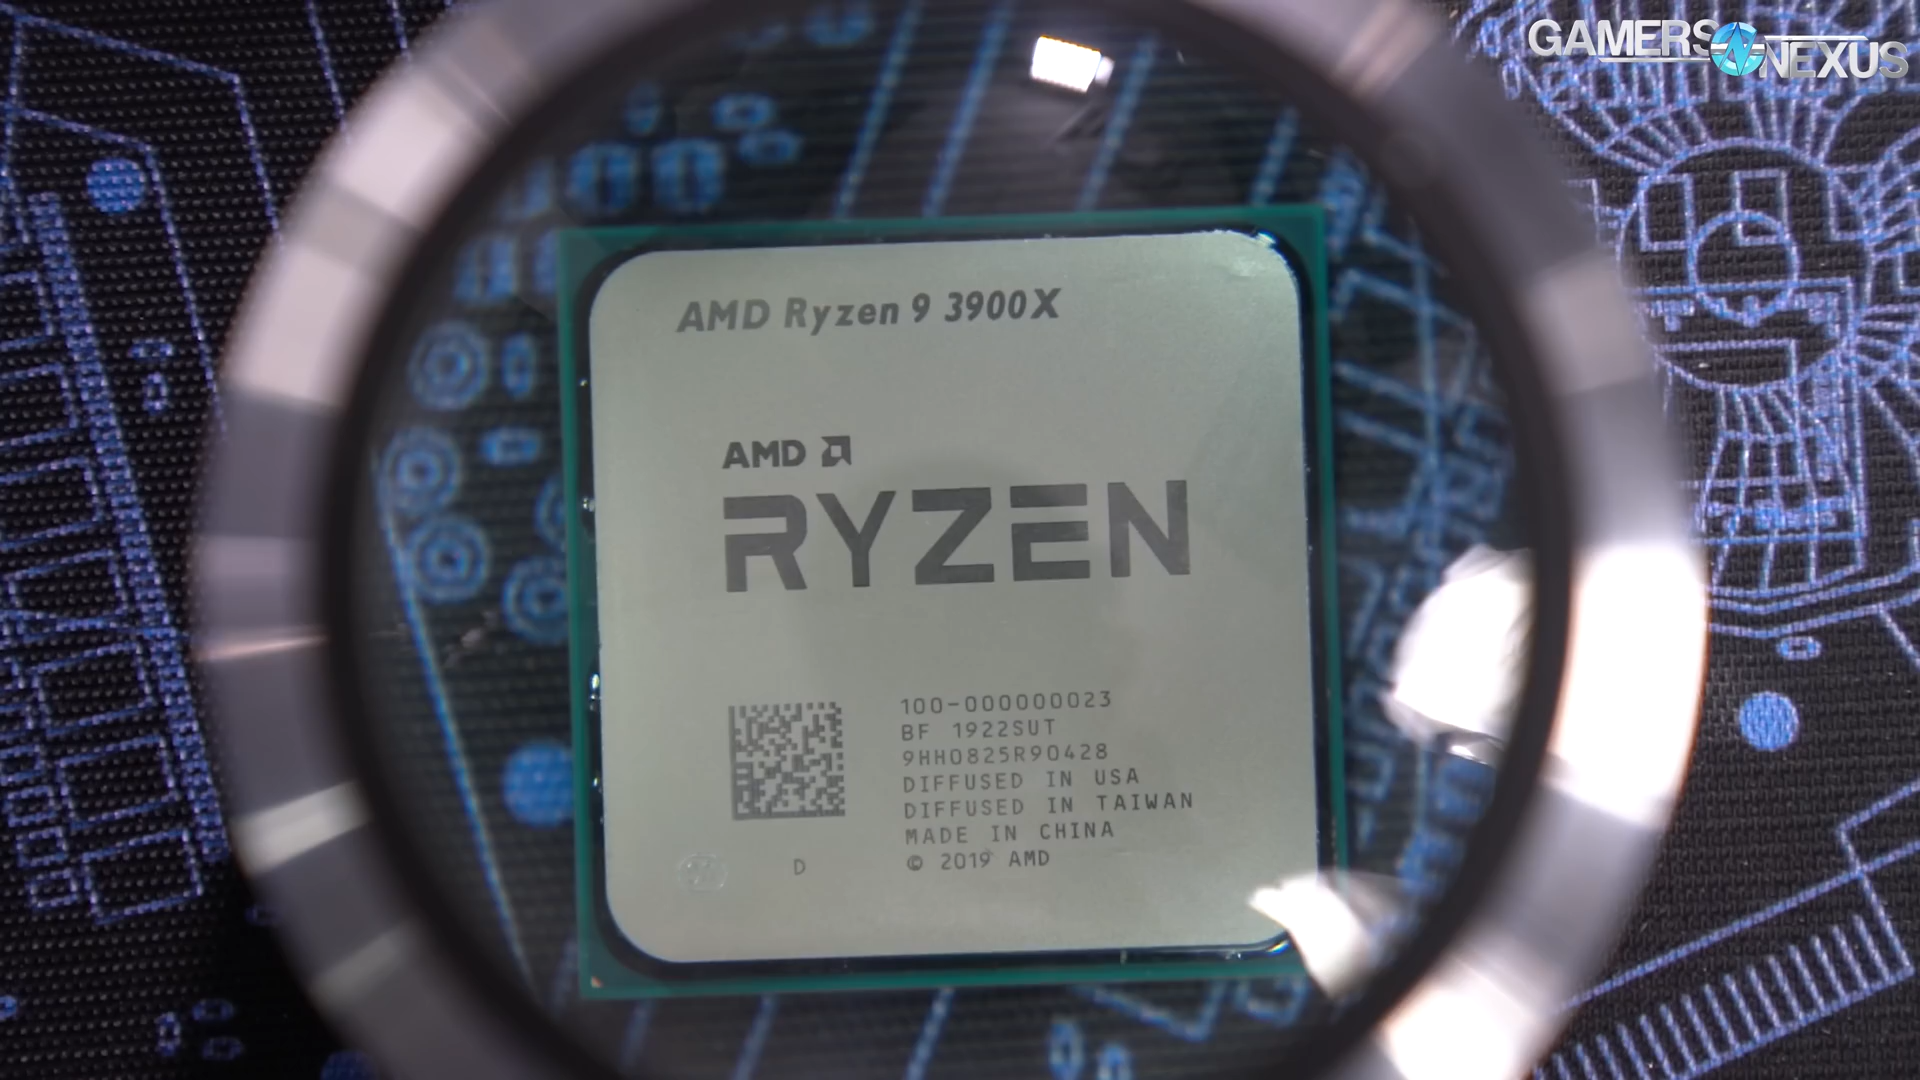 GAMERS NEXUS
AMD Ryzen 9 3900X
AMD
RYZEN
100-000000023
BF 1922SUT
9HH0825R90428
DIFFUSED IN USA
DIFFUSED IN TAIWAN
MADE IN CHINA
D © 2019 AMD